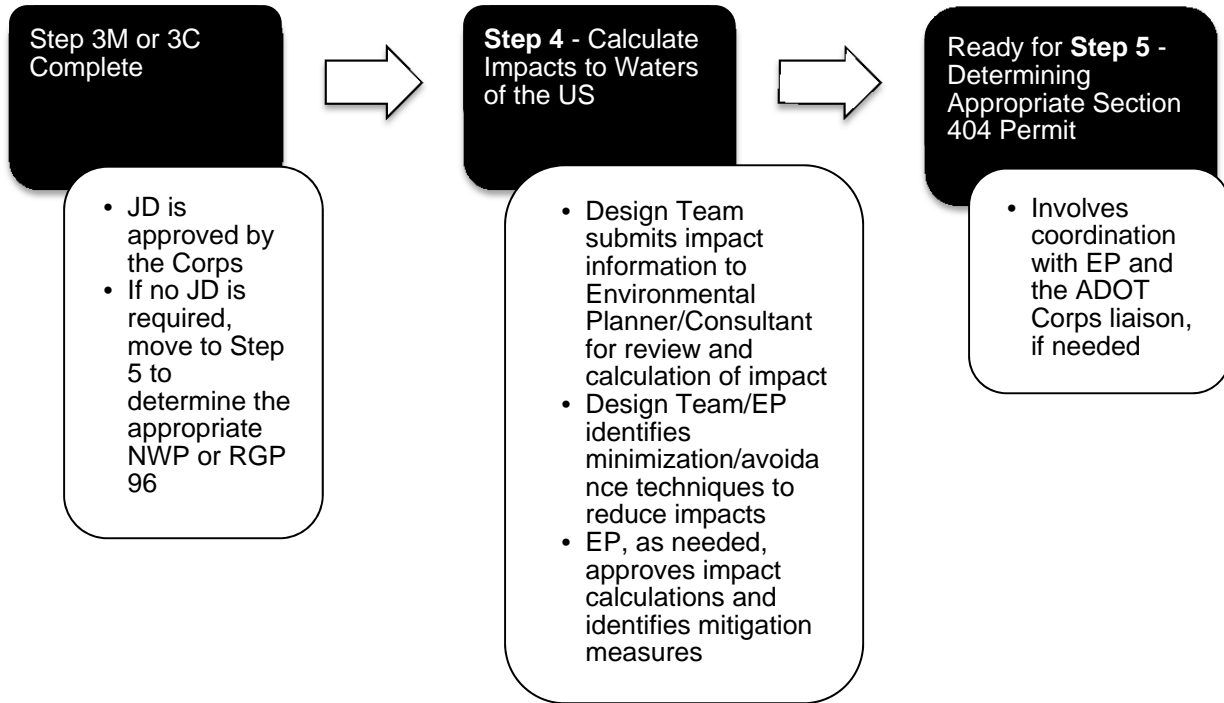 Step 3M or 3C
Complete
• JD is
approved by
the Corps
• If no JD is
required,
move to Step
5 to
determine the
appropriate
NWP or RGP
96
Step 4 - Calculate
Impacts to Waters
of the US
• Design Team
submits impact
information to
Environmental
Planner/Consultant
for review and
calculation of impact
• Design Team/EP
identifies
minimization/avoida
nce techniques to
reduce impacts
• EP, as needed,
approves impact
calculations and
identifies mitigation
measures
Ready for Step 5 -
Determining
Appropriate Section
404 Permit
• Involves
coordination
with EP and
the ADOT
Corps liaison,
if needed